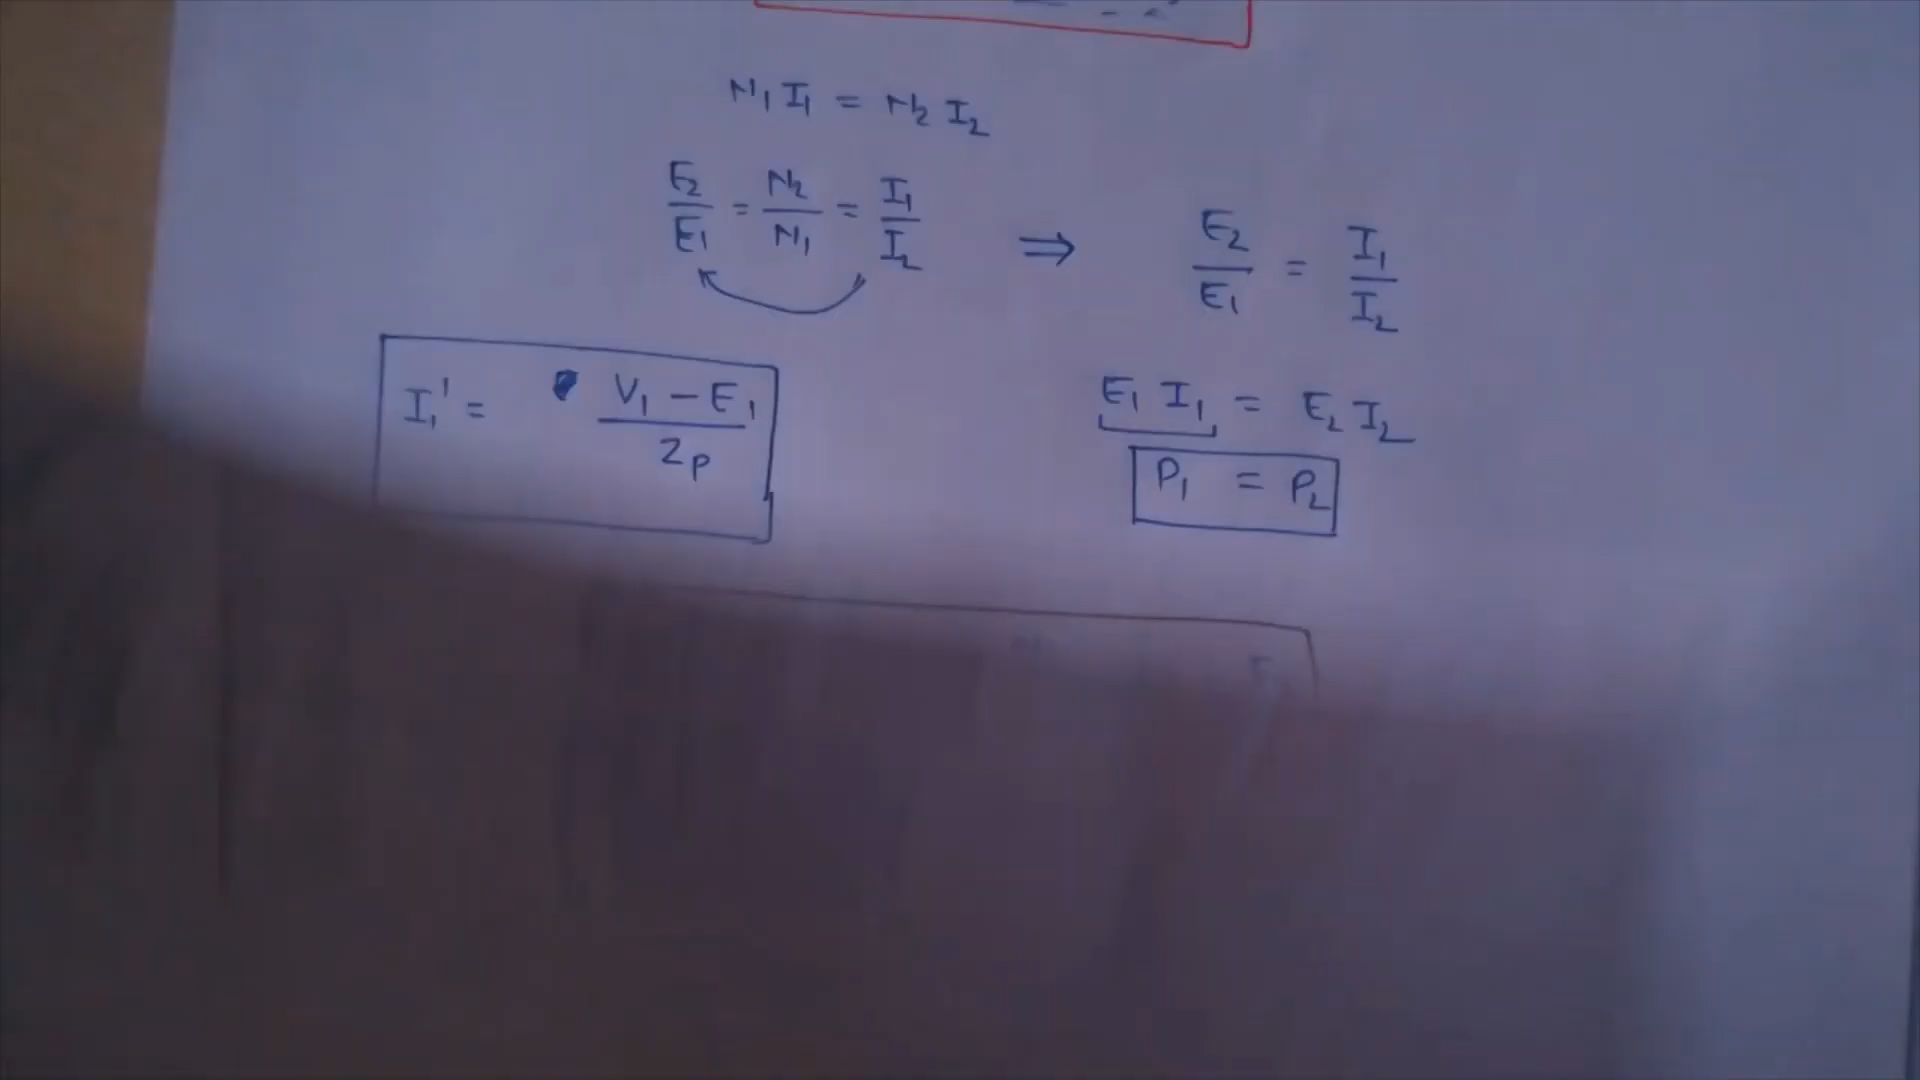 N₁ I₁ = N₂ I₂
E₂/E₁ = N₂/N₁ = I₁/I₂ ⇒ E₂/E₁ = I₁/I₂
I₁' = V₁ - E₁ / Zp
E₁ I₁ = E₂ I₂
P₁ = P₂